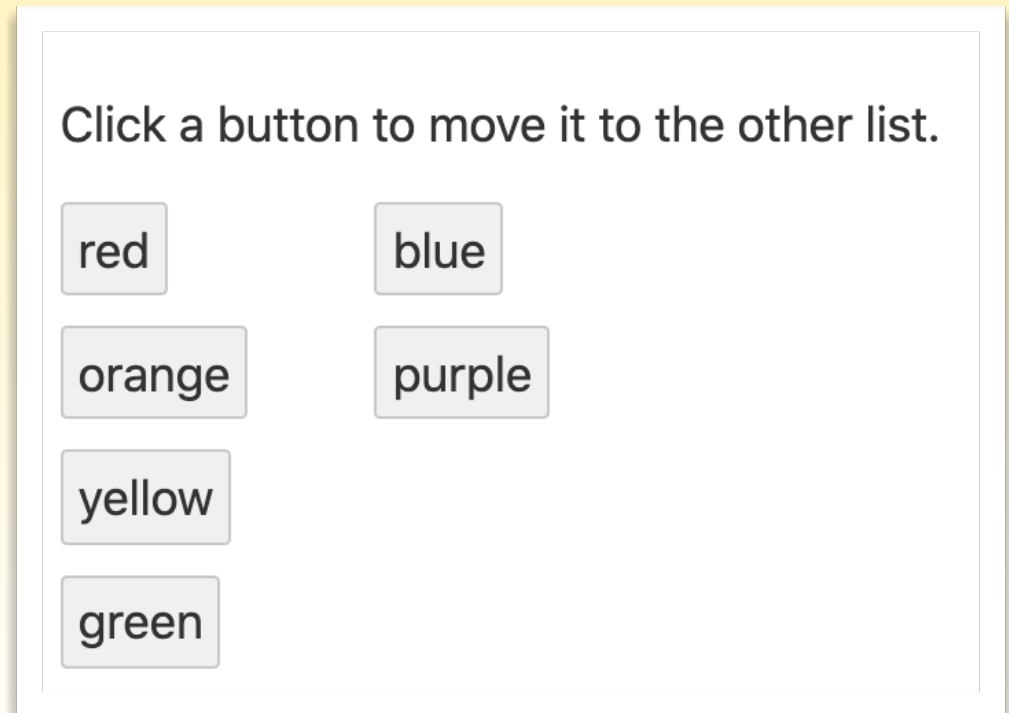 Click a button to move it to the other list.
red blue
orange purple
yellow
green